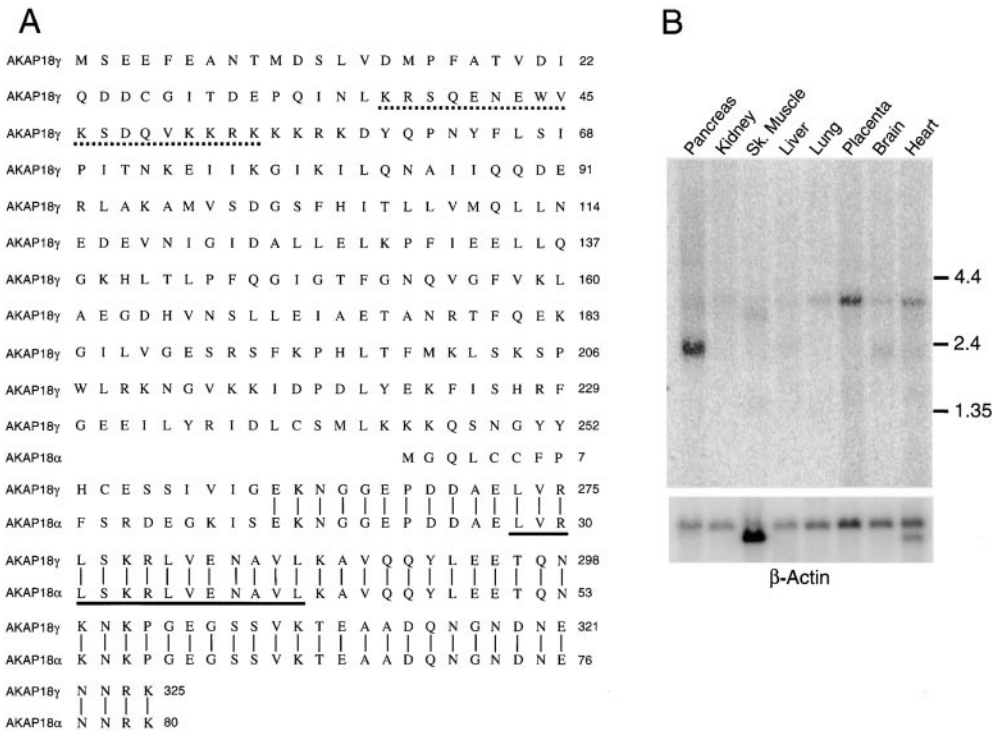 A
AKAP18γ M S E E F E A N T M D S L V D M P F A T V D I 22
AKAP18γ Q D D C G I T D E P Q I N L K R S Q E N E W V 45
AKAP18γ K S D Q V K K R K K K R K D Y Q P N Y F L S I 68
AKAP18γ P I T N K E I I K G I K I L Q N A I I Q Q D E 91
AKAP18γ R L A K A M V S D G S F H I T L L V M Q L L N 114
AKAP18γ E D E V N I G I D A L L E L K P F I E E L L Q 137
AKAP18γ G K H L T L P F Q G I G T F G N Q V G F V K L 160
AKAP18γ A E G D H V N S L L E I A E T A N R T F Q E K 183
AKAP18γ G I L V G E S R S F K P H L T F M K L S K S P 206
AKAP18γ W L R K N G V K K I D P D L Y E K F I S H R F 229
AKAP18γ G E E I L Y R I D L C S M L K K K Q S N G Y Y 252
AKAP18α M G Q L C C F P 7
AKAP18γ H C E S S I V I G E K N G G E P D D A E L V R 275
AKAP18α F S R D E G K I S E K N G G E P D D A E L V R 30
AKAP18γ L S K R L V E N A V L K A V Q Q Y L E E T Q N 298
AKAP18α L S K R L V E N A V L K A V Q Q Y L E E T Q N 53
AKAP18γ K N K P G E G S S V K T E A A D Q N G N D N E 321
AKAP18α K N K P G E G S S V K T E A A D Q N G N D N E 76
AKAP18γ N N R K 325
AKAP18α N N R K 80
B
Pancreas
Kidney
Sk. Muscle
Liver
Lung
Placenta
Brain
Heart
4.4
2.4
1.35
β-Actin